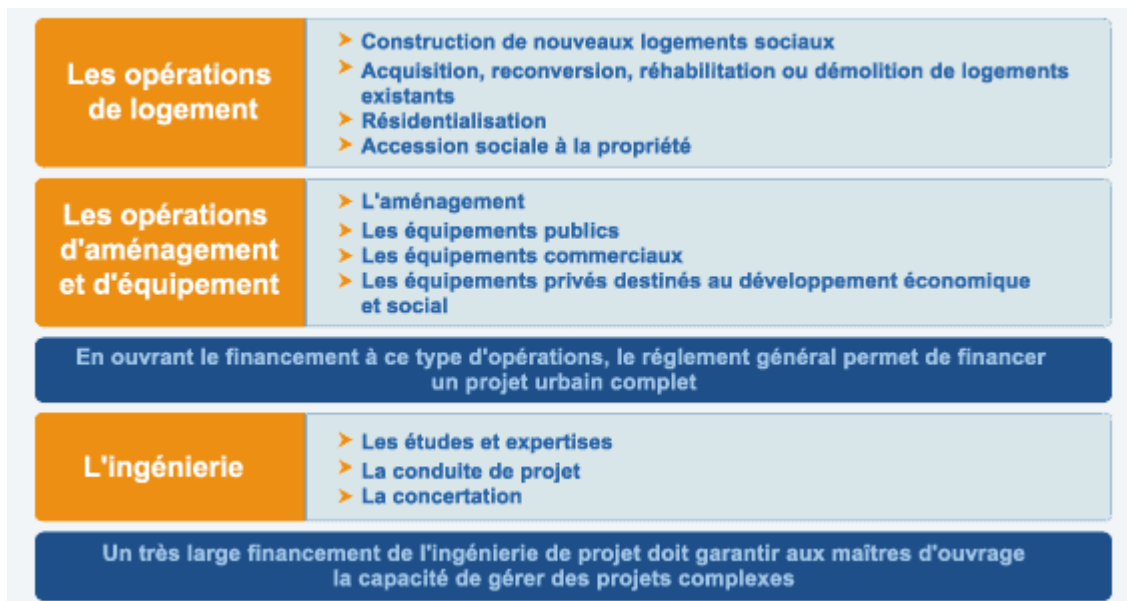 Les opérations
de logement
Construction de nouveaux logements sociaux
Acquisition, reconversion, réhabilitation ou démolition de logements
existants
Résidentialisation
Accession sociale à la propriété
Les opérations
d'aménagement
et d'équipement
L'aménagement
Les équipements publics
Les équipements commerciaux
Les équipements privés destinés au développement économique
et social
En ouvrant le financement à ce type d'opérations, le réglement général permet de financer
un projet urbain complet
L'ingénierie
Les études et expertises
La conduite de projet
La concertation
Un très large financement de l'ingénierie de projet doit garantir aux maîtres d'ouvrage
la capacité de gérer des projets complexes